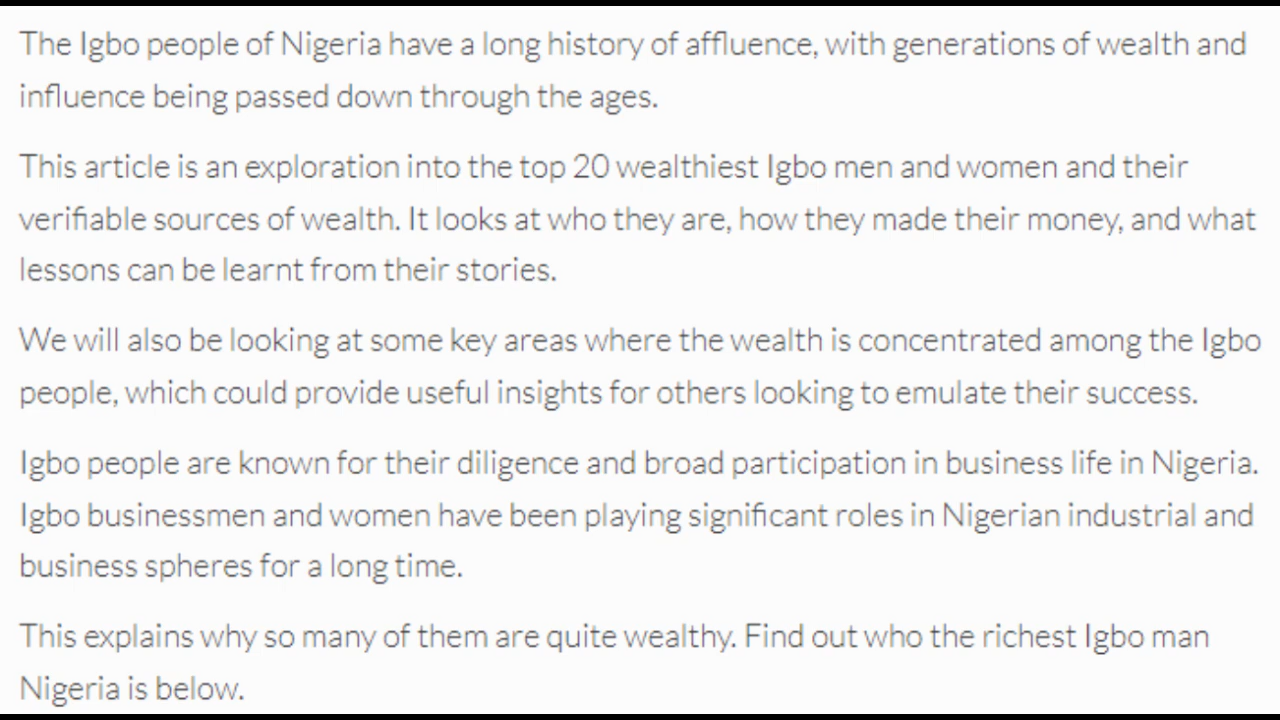 The Igbo people of Nigeria have a long history of affluence, with generations of wealth and
influence being passed down through the ages.
This article is an exploration into the top 20 wealthiest Igbo men and women and their
verifiable sources of wealth. It looks at who they are, how they made their money, and what
lessons can be learnt from their stories.
We will also be looking at some key areas where the wealth is concentrated among the Igbo
people, which could provide useful insights for others looking to emulate their success.
Igbo people are known for their diligence and broad participation in business life in Nigeria.
Igbo businessmen and women have been playing significant roles in Nigerian industrial and
business spheres for a long time.
This explains why so many of them are quite wealthy. Find out who the richest Igbo man
Nigeria is below.